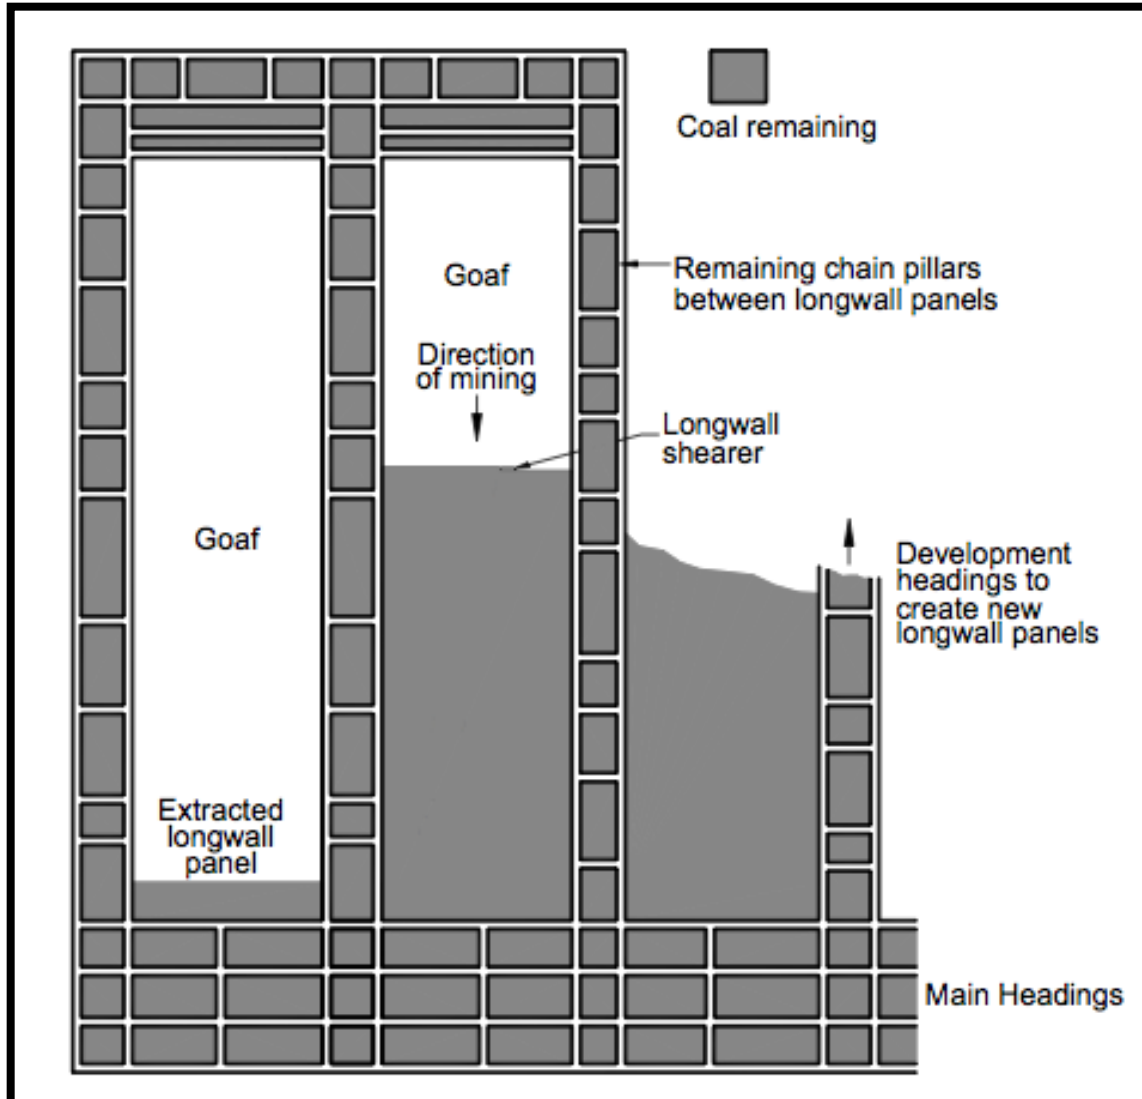 Coal remaining
Goaf
Remaining chain pillars
between longwall panels
Direction
of mining
Longwall
shearer
Goaf
Development
headings to
create new
longwall panels
Extracted
longwall
panel
Main Headings